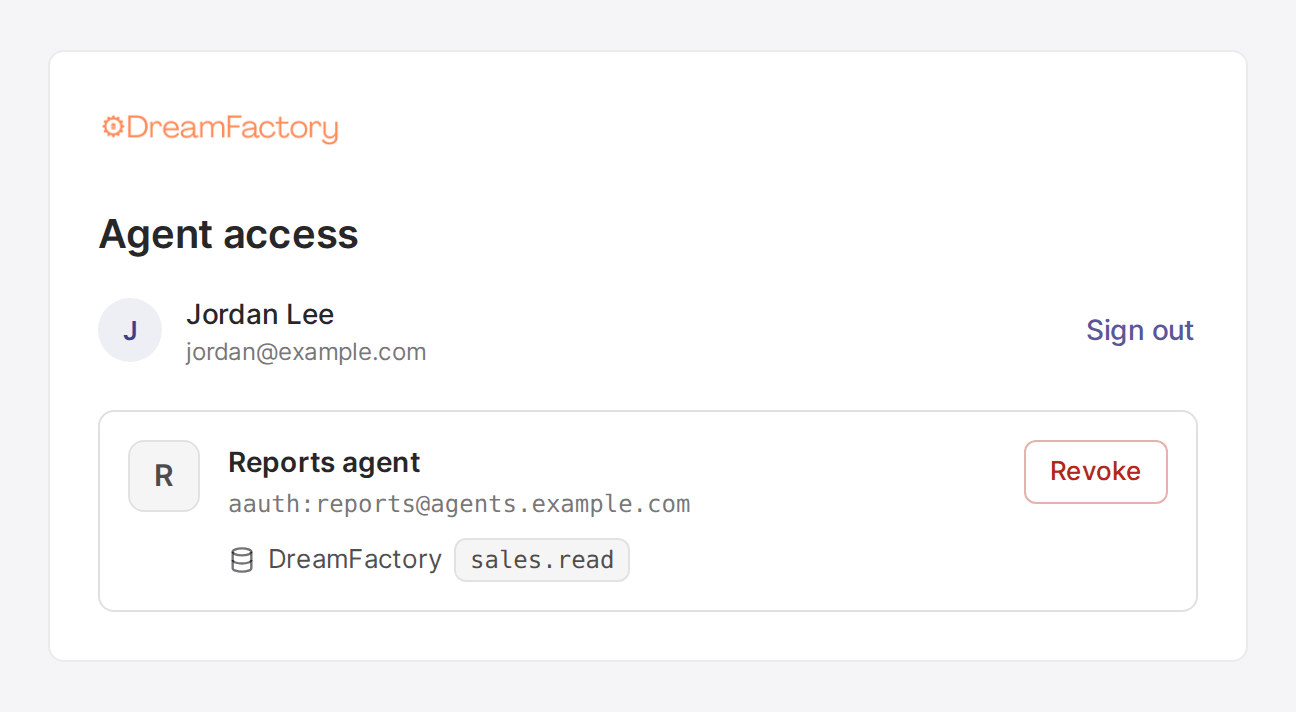 DreamFactory
Agent access
J
Jordan Lee
jordan@example.com
Sign out
R
Reports agent
aauth:reports@agents.example.com
Revoke
DreamFactory sales.read